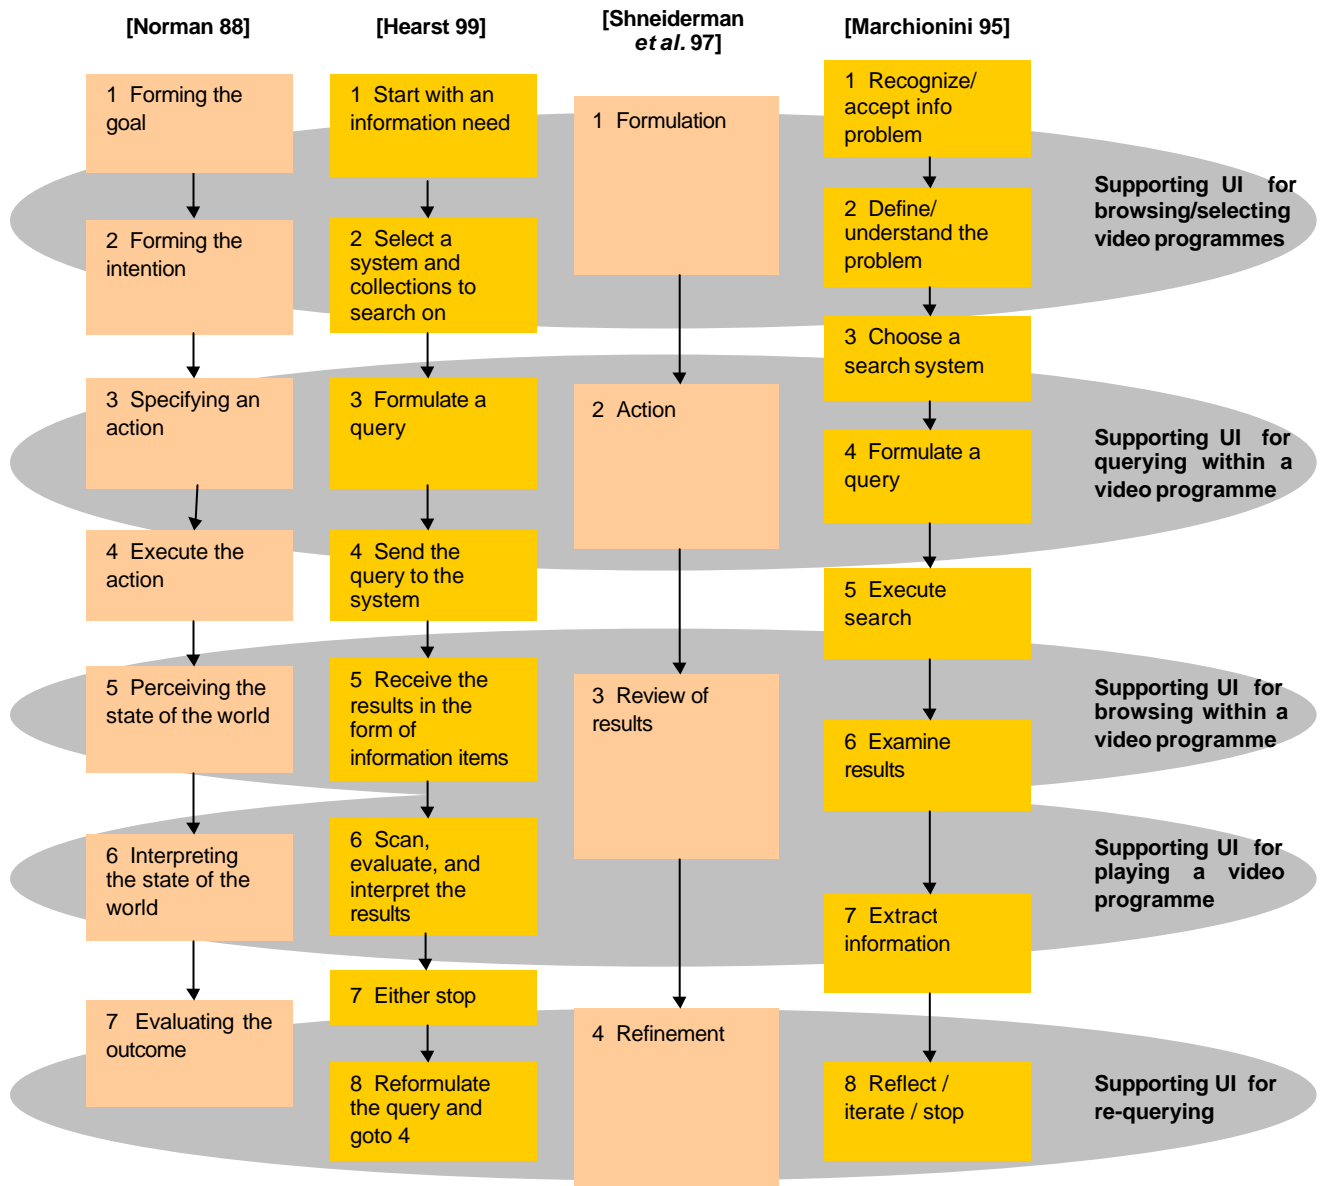 [Norman 88]
[Hearst 99]
[Shneiderman
et al. 97]
[Marchionini 95]
1 Forming the
goal
2 Forming the
intention
3 Specifying an
action
4 Execute the
action
5 Perceiving the
state of the world
6 Interpreting
the state of the
world
7 Evaluating the
outcome
1 Start with an
information need
2 Select a
system and
collections to
search on
3 Formulate a
query
4 Send the
query to the
system
5 Receive the
results in the
form of
information items
6 Scan,
evaluate, and
interpret the
results
7 Either stop
8 Reformulate
the query and
goto 4
1 Formulation
2 Action
3 Review of
results
4 Refinement
1 Recognize/
accept info
problem
2 Define/
understand the
problem
3 Choose a
search system
4 Formulate a
query
5 Execute
search
6 Examine
results
7 Extract
information
8 Reflect /
iterate / stop
Supporting UI for
browsing/selecting
video programmes
Supporting UI for
querying within a
video programme
Supporting UI for
browsing within a
video programme
Supporting UI for
playing a video
programme
Supporting UI for
re-querying